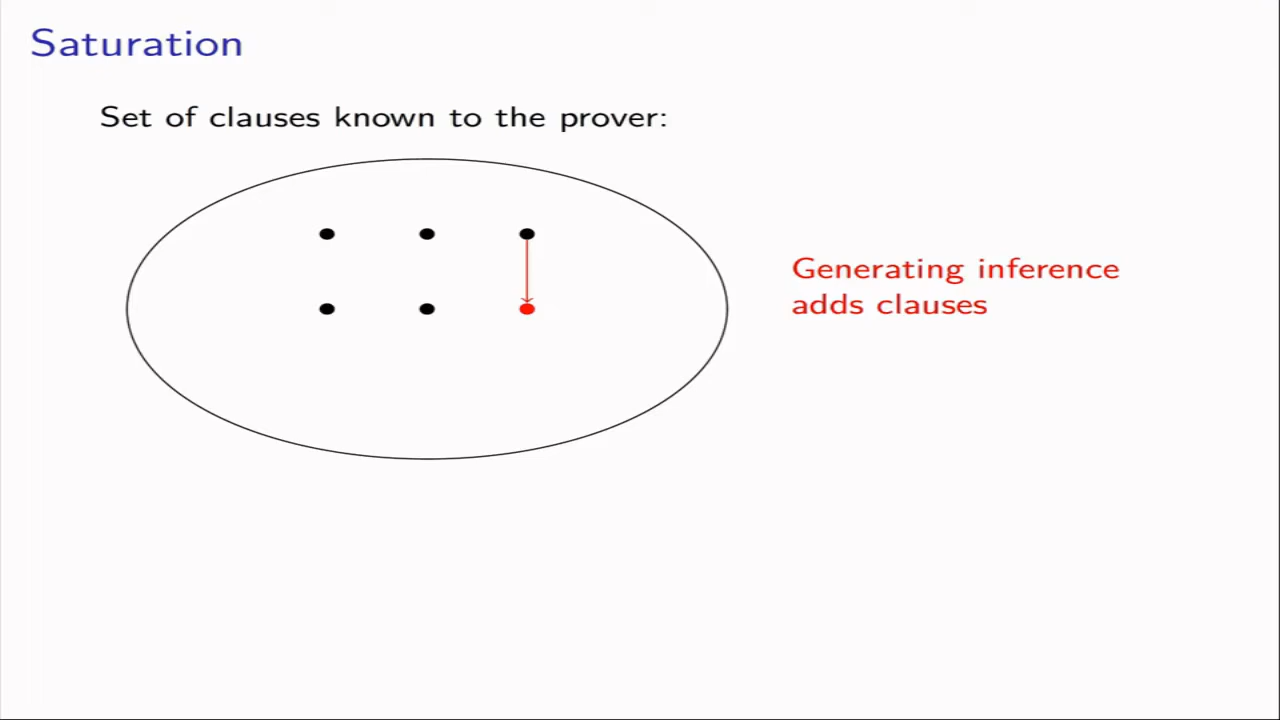 Saturation
Set of clauses known to the prover:
Generating inference
adds clauses